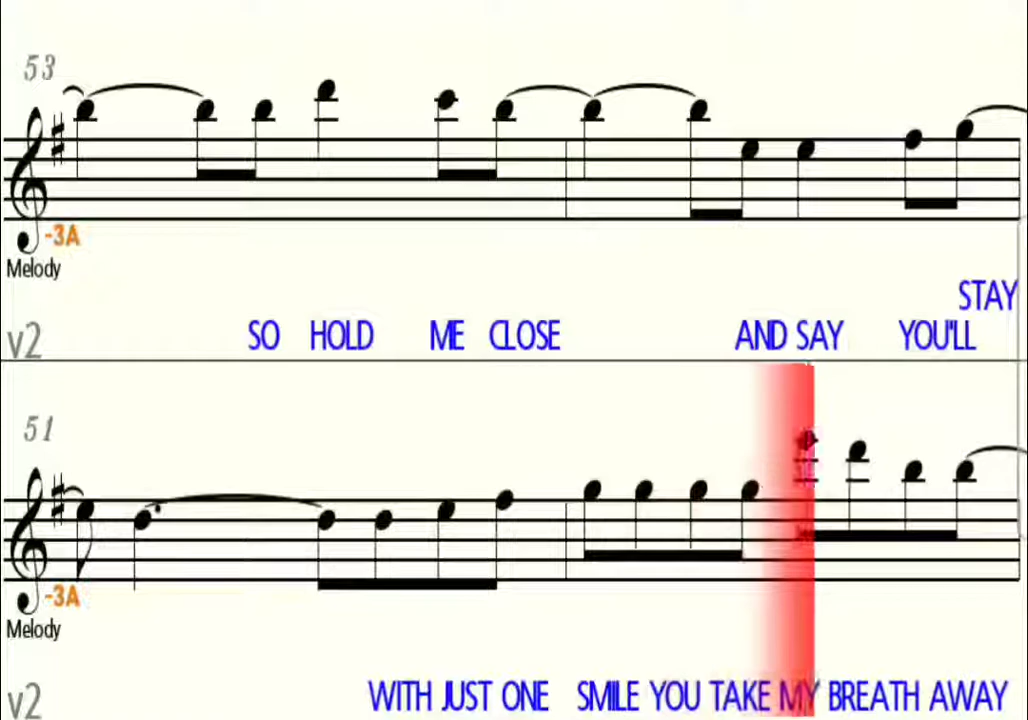 53
-3A
Melody
STAY
v2 SO HOLD ME CLOSE AND SAY YOU'LL
51
-3A
Melody
v2 WITH JUST ONE SMILE YOU TAKE MY BREATH AWAY